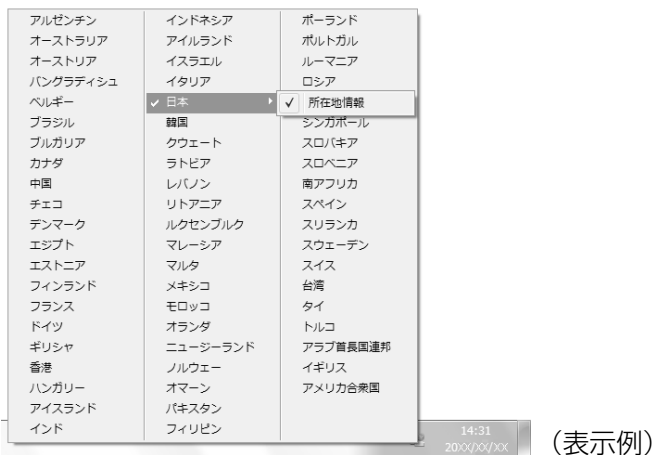 アルゼンチン
オーストラリア
オーストリア
バングラディシュ
ベルギー
ブラジル
ブルガリア
カナダ
中国
チェコ
デンマーク
エジプト
エストニア
フィンランド
フランス
ドイツ
ギリシャ
香港
ハンガリー
アイスランド
インド
インドネシア
アイルランド
イスラエル
イタリア
日本
韓国
クウェート
ラトビア
レバノン
リトアニア
ルクセンブルク
マレーシア
マルタ
メキシコ
モロッコ
オランダ
ニュージーランド
ノルウェー
オマーン
パキスタン
フィリピン
ポーランド
ポルトガル
ルーマニア
ロシア
所在地情報
シンガポール
スロバキア
スロベニア
南アフリカ
スペイン
スリランカ
スウェーデン
スイス
台湾
タイ
トルコ
アラブ首長国連邦
イギリス
アメリカ合衆国
14:31
20XX/XX/XX
（表示例）